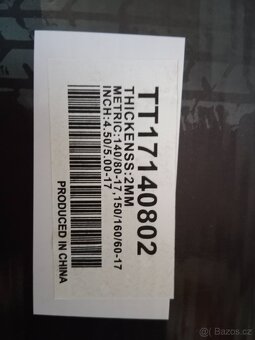 TT17140802
THICKENSS:2MM
METRIC:140/80-17,150/160/60-17
INCH:4.50/5.00-17
PRODUCED IN CHINA
Bazoš.cz